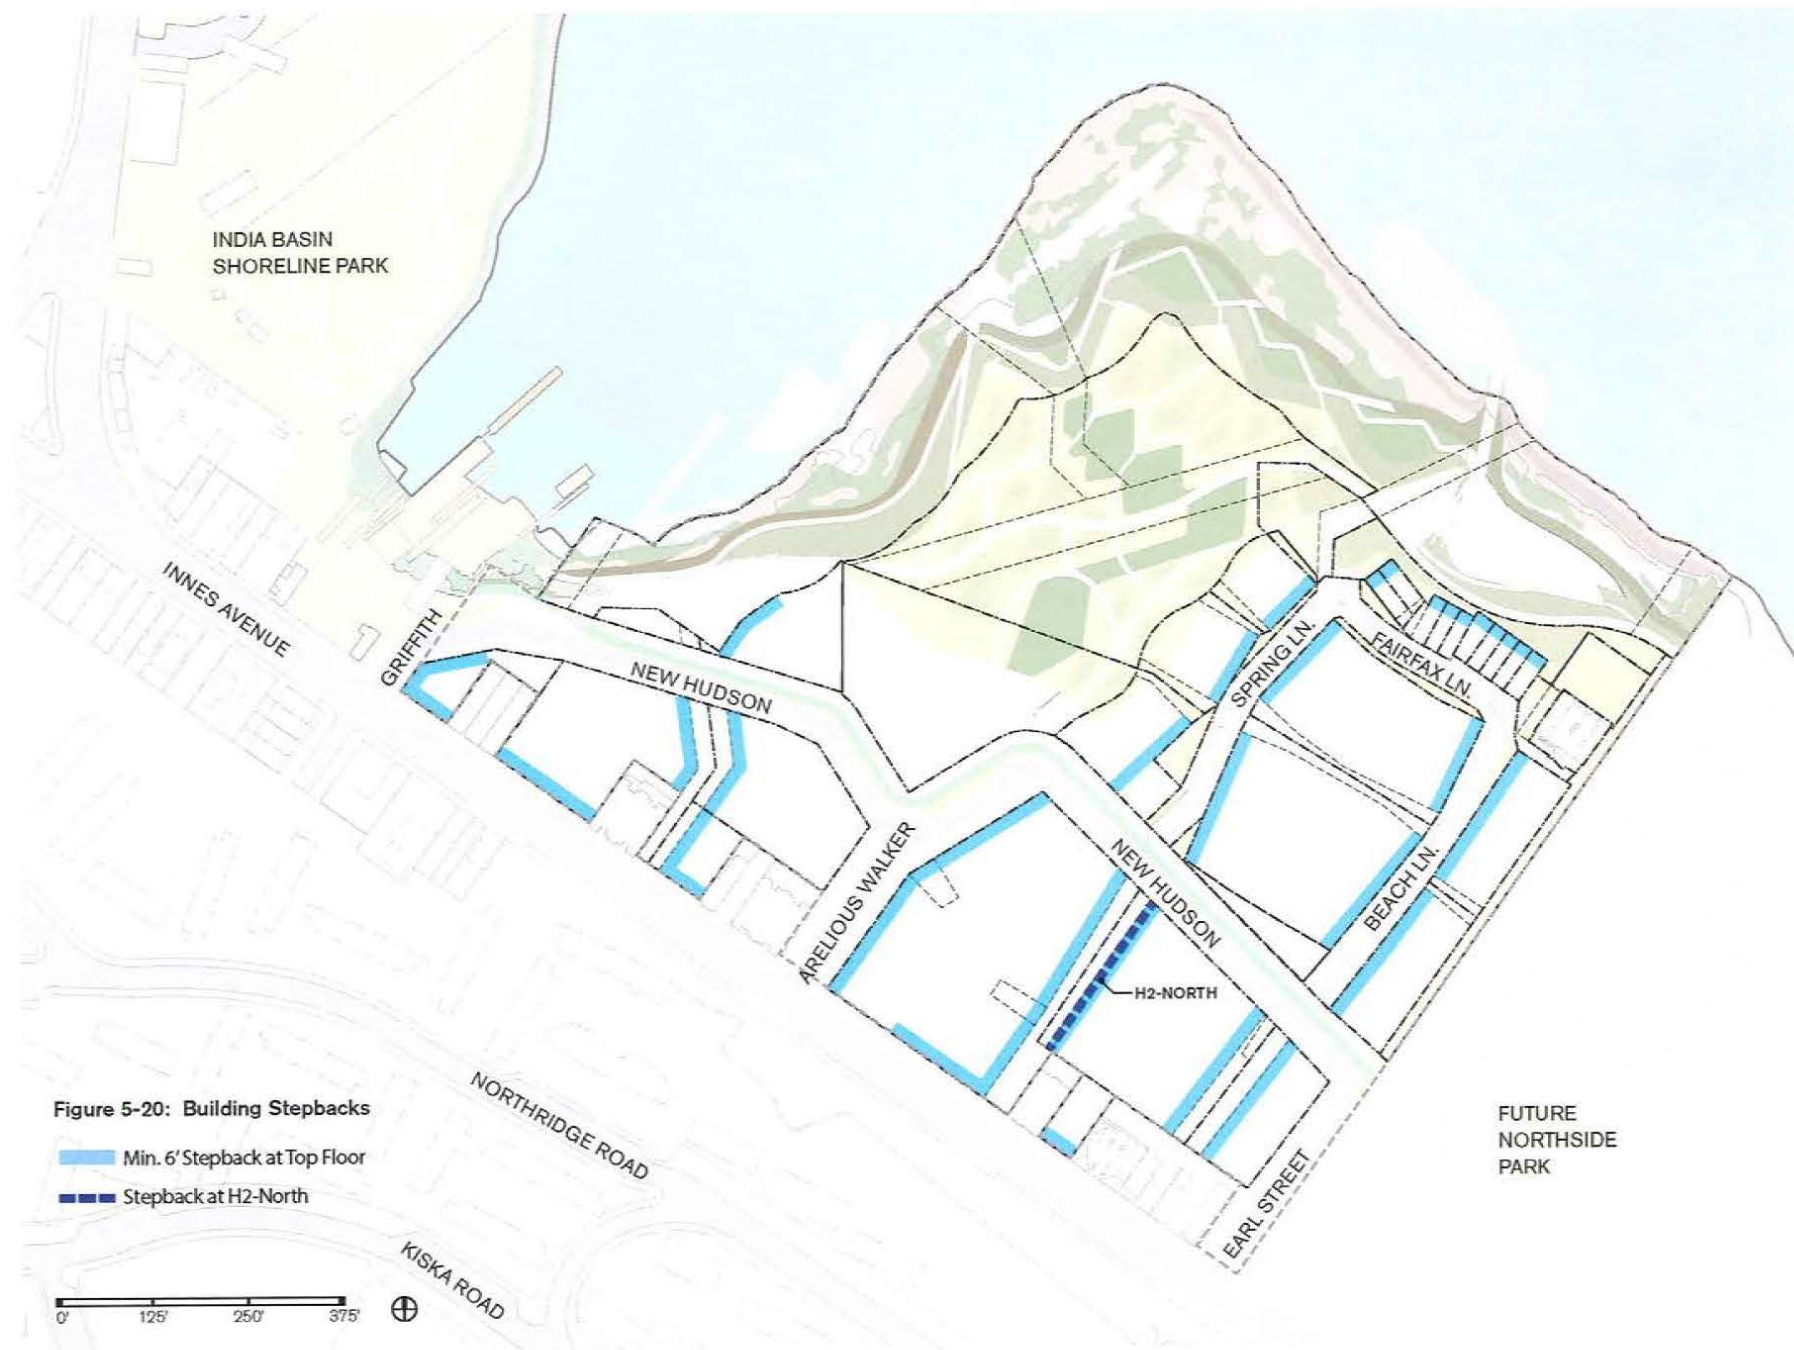 INDIA BASIN
SHORELINE PARK
INNES AVENUE
GRIFFITH
NEW HUDSON
SPRING LN.
FAIRFAX LN.
ARELIOUS WALKER
NEW HUDSON
BEACH LN.
H2-NORTH
NORTHRIDGE ROAD
KISKA ROAD
EARL STREET
FUTURE
NORTHSIDE
PARK
Figure 5-20: Building Stepbacks
Min. 6' Stepback at Top Floor
Stepback at H2-North
0' 125' 250' 375'